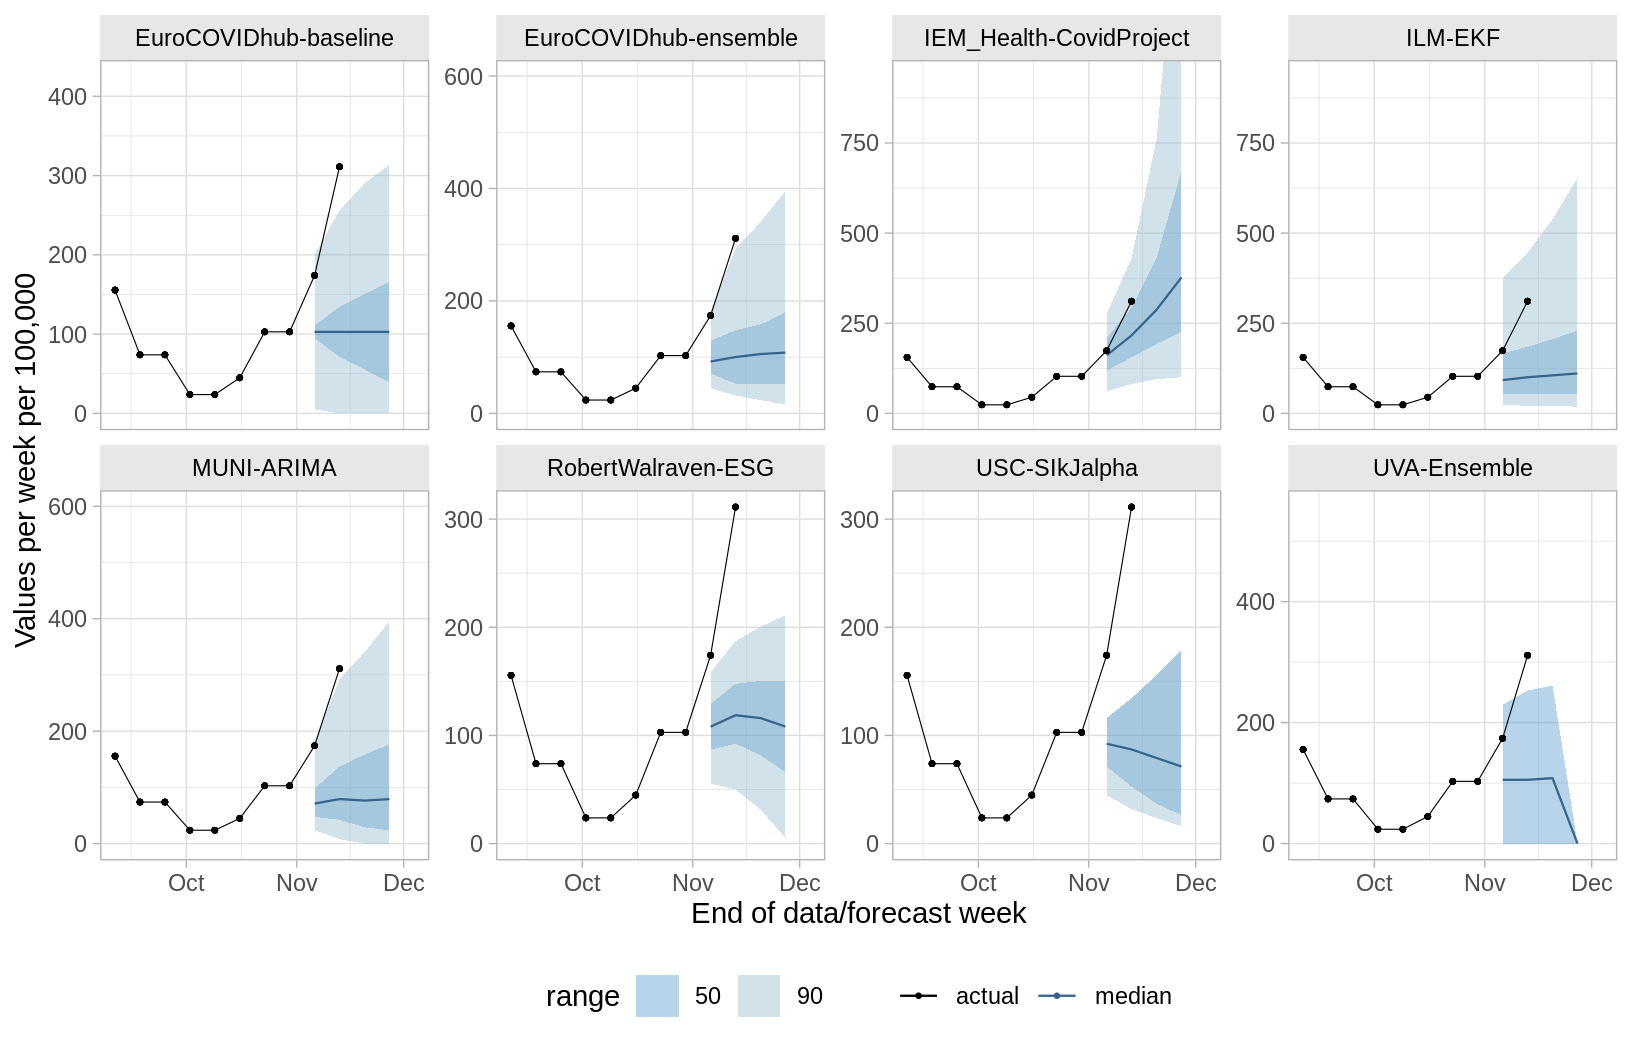 EuroCOVIDhub-baseline EuroCOVIDhub-ensemble IEM_Health-CovidProject ILM-EKF
400 300 200 100 0
600 400 200 0
750 500 250 0
750 500 250 0
Values per week per 100,000
MUNI-ARIMA RobertWalraven-ESG USC-SIkJalpha UVA-Ensemble
600 400 200 0
300 200 100 0
300 200 100 0
400 200 0
Oct Nov Dec Oct Nov Dec Oct Nov Dec Oct Nov Dec
End of data/forecast week
range 50 90 actual median